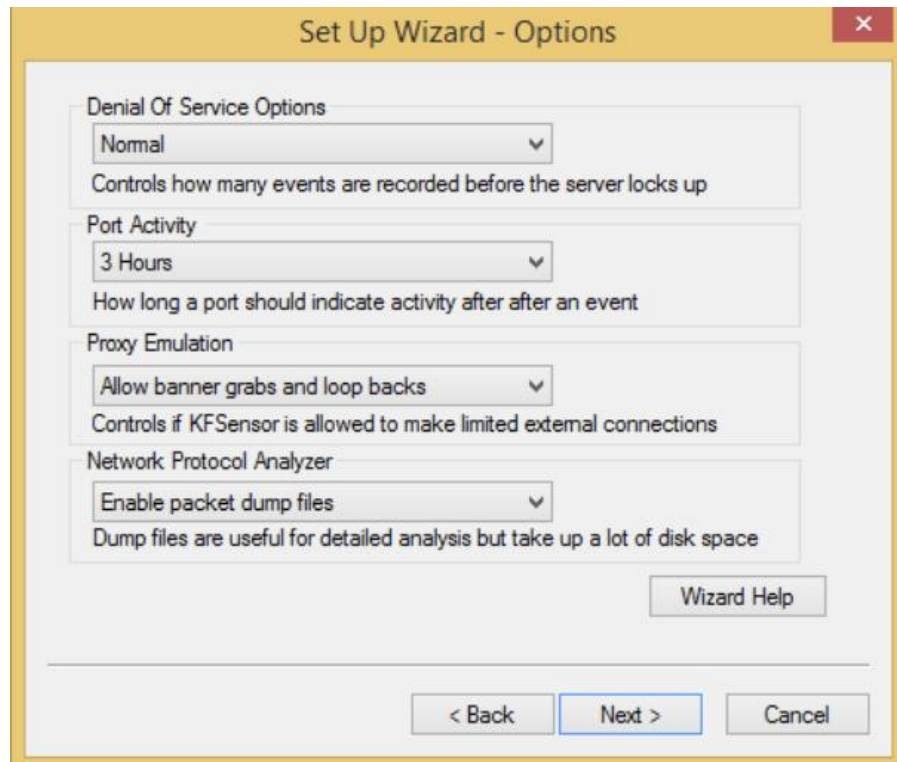 Set Up Wizard - Options
Denial Of Service Options
Normal
Controls how many events are recorded before the server locks up
Port Activity
3 Hours
How long a port should indicate activity after after an event
Proxy Emulation
Allow banner grabs and loop backs
Controls if KFSensor is allowed to make limited external connections
Network Protocol Analyzer
Enable packet dump files
Dump files are useful for detailed analysis but take up a lot of disk space
Wizard Help
< Back Next > Cancel